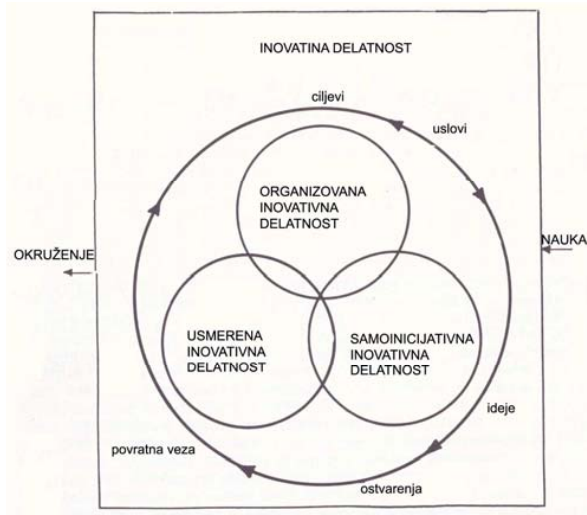 INOVATINA DELATNOST
ciljevi
uslovi
ORGANIZOVANA
INOVATIVNA
DELATNOST
OKRUŽENJE
NAUKA
USMERENA
INOVATIVNA
DELATNOST
SAMOINICIJATIVNA
INOVATIVNA
DELATNOST
ideje
povratna veza
ostvarenja